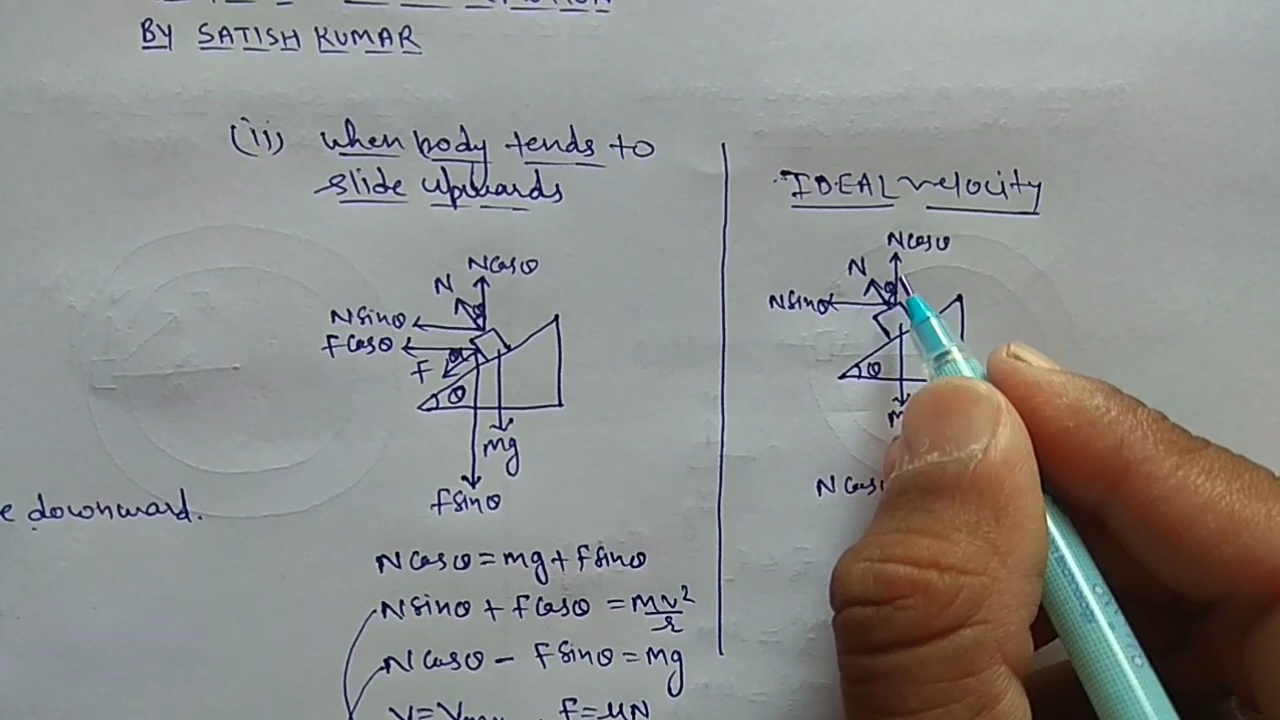 BY SATISH KUMAR
(ii) when body tends to
slide upwards
Ncosθ
N
Nsinθ
fcosθ
θ
θ
f
θ
mg
fsinθ
e downward.
Ncosθ = mg + fsinθ
Nsinθ + fcosθ = mv²/r
Ncosθ - fsinθ = mg
f = μN
IDEAL velocity
Ncosθ
N
θ
Nsinθ
θ